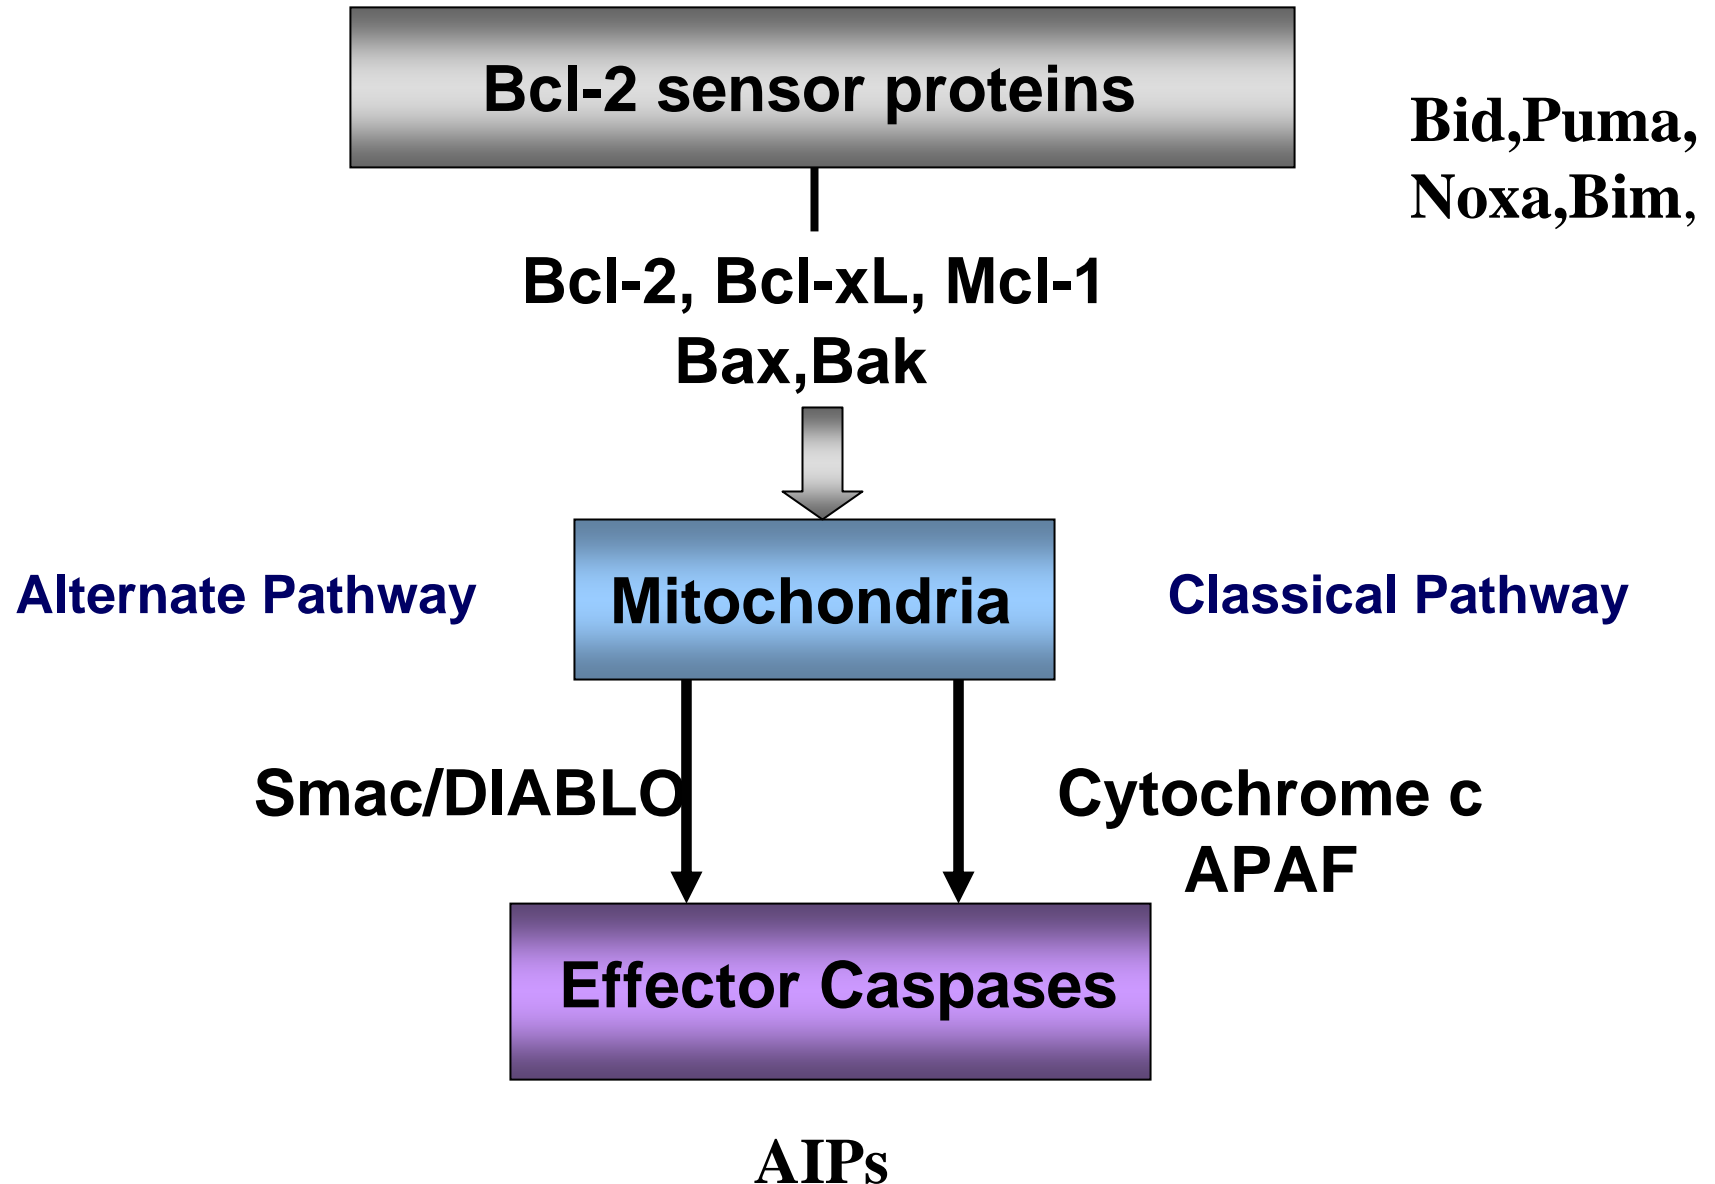 Bcl-2 sensor proteins
Bid,Puma,
Noxa,Bim,
Bcl-2, Bcl-xL, Mcl-1
Bax,Bak
Alternate Pathway
Mitochondria
Classical Pathway
Smac/DIABLO
Cytochrome c
APAF
Effector Caspases
AIPs